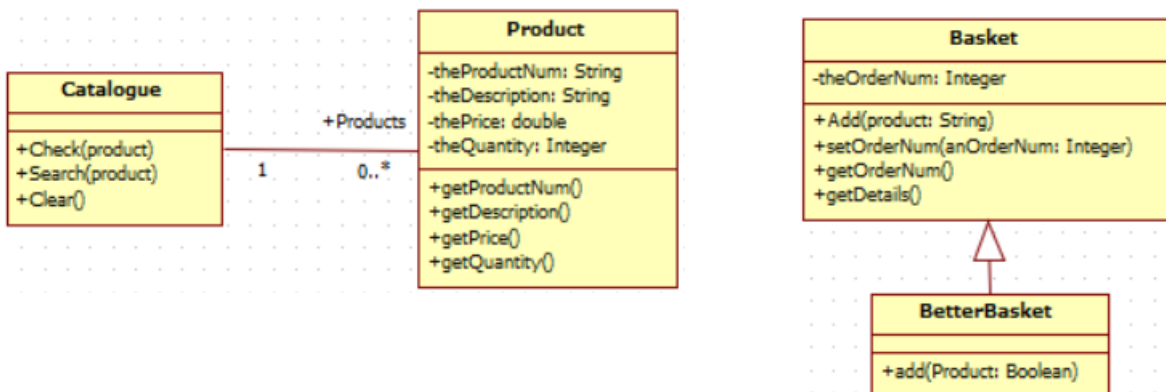 Catalogue
+Check(product)
+Search(product)
+Clear()
1
+Products
0..*
Product
-theProductNum: String
-theDescription: String
-thePrice: double
-theQuantity: Integer
+getProductNum()
+getDescription()
+getPrice()
+getQuantity()
Basket
-theOrderNum: Integer
+Add(product: String)
+setOrderNum(anOrderNum: Integer)
+getOrderNum()
+getDetails()
BetterBasket
+add(Product: Boolean)